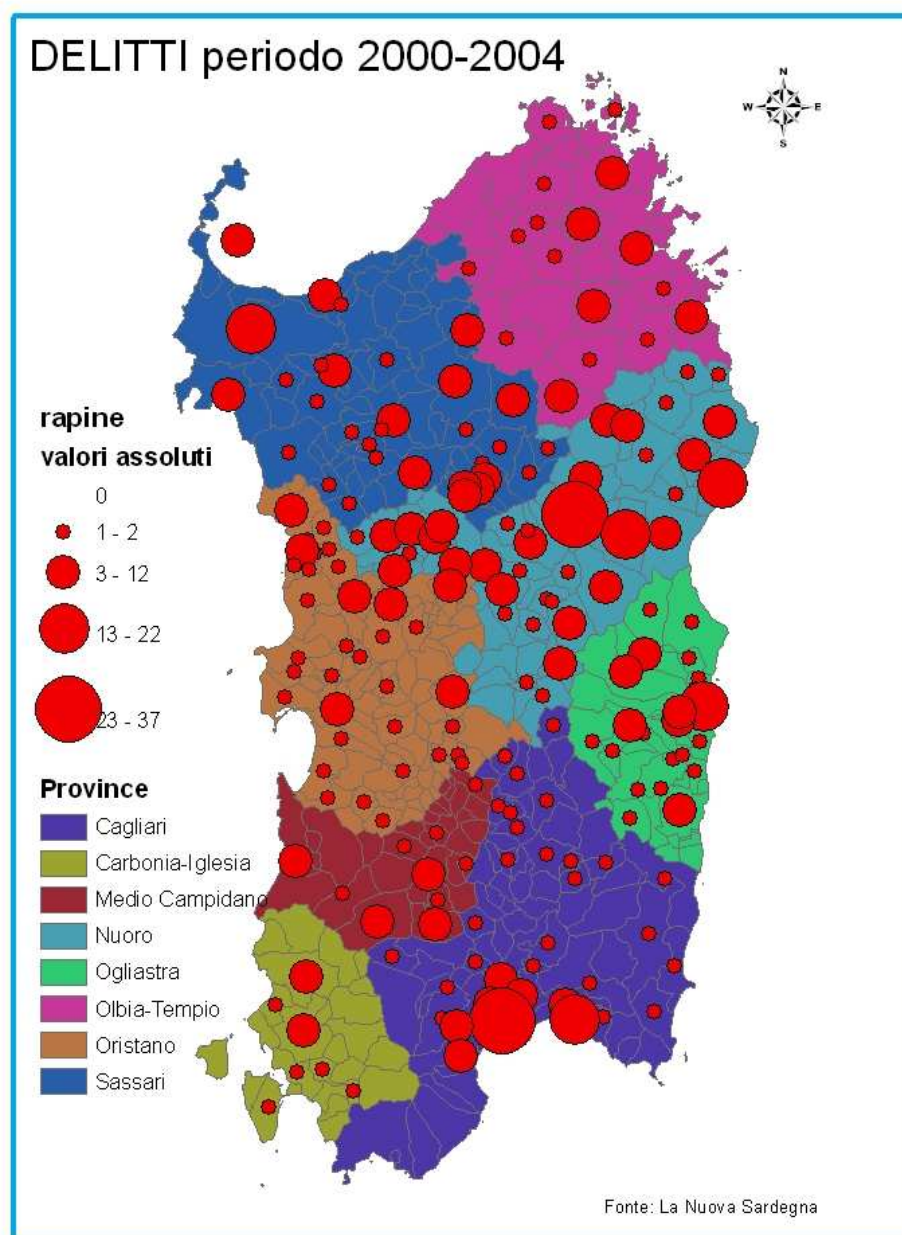 DELITTI periodo 2000-2004
N
W E
S
rapine
valori assoluti
0
1 - 2
3 - 12
13 - 22
23 - 37
Province
Cagliari
Carbonia-Iglesia
Medio Campidano
Nuoro
Ogliastra
Olbia-Tempio
Oristano
Sassari
Fonte: La Nuova Sardegna